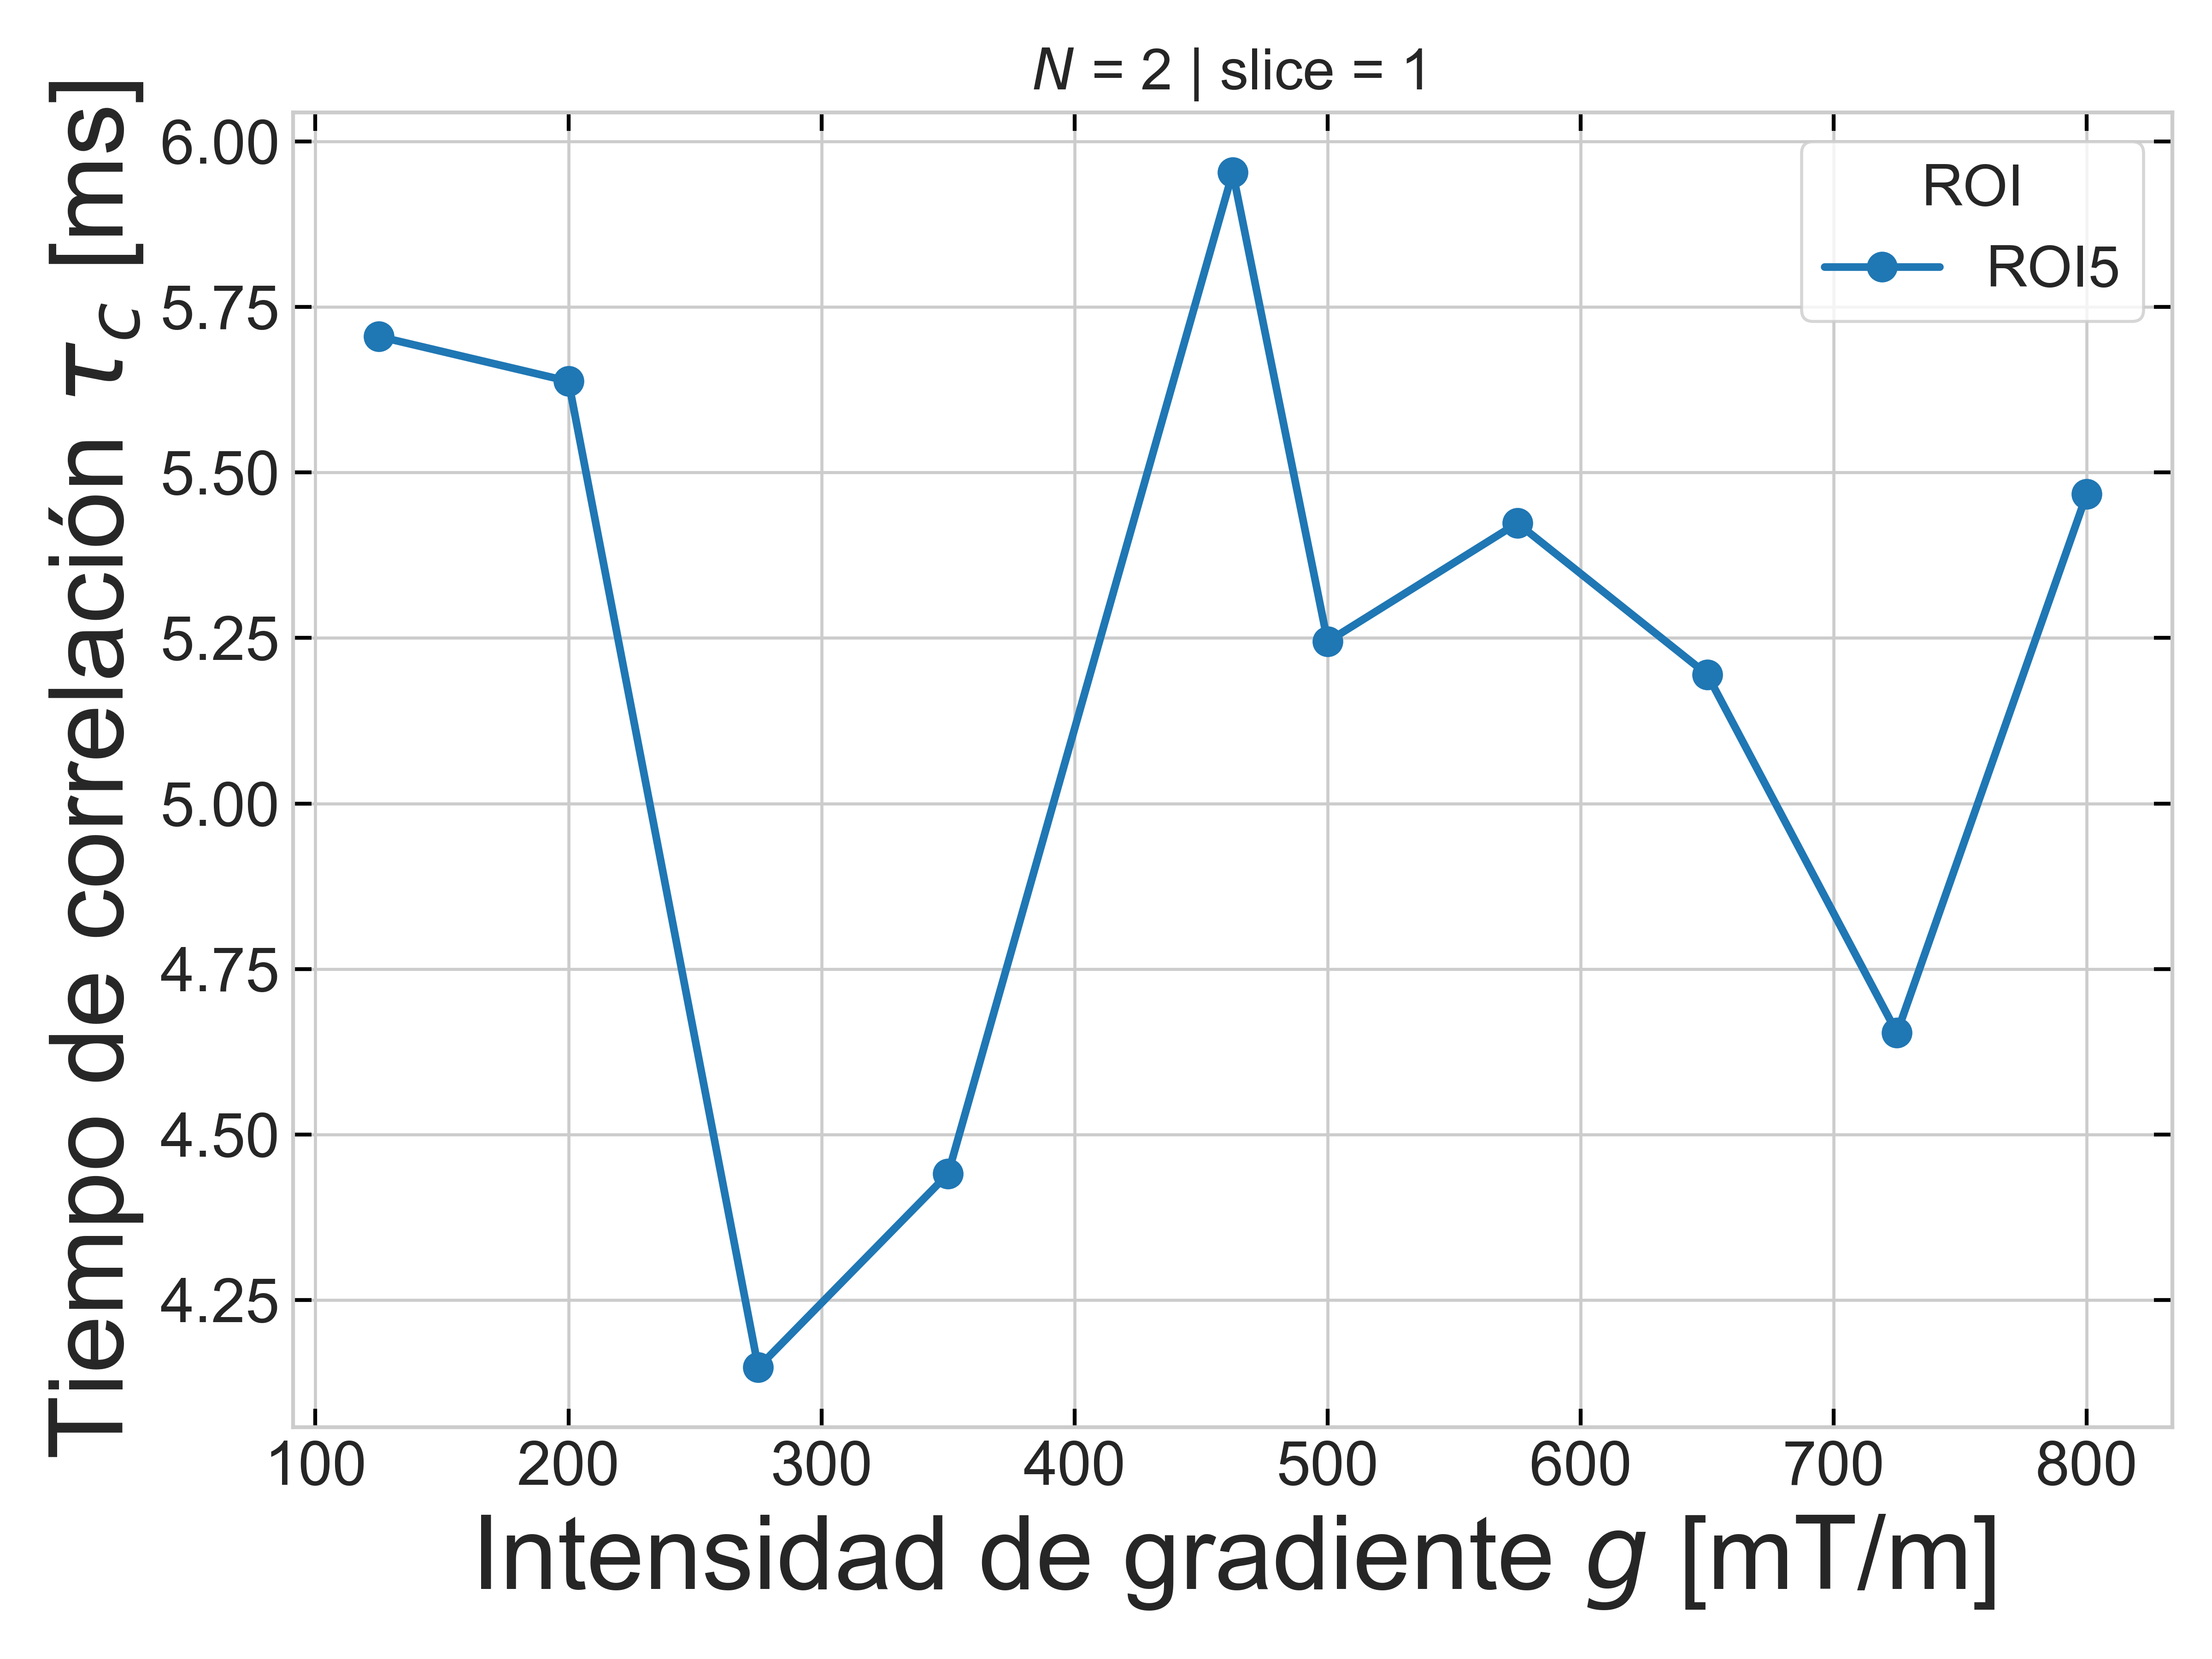 N = 2 | slice = 1
Tiempo de correlación τc [ms]
6.00
5.75
5.50
5.25
5.00
4.75
4.50
4.25
ROI
ROI5
100 200 300 400 500 600 700 800
Intensidad de gradiente g [mT/m]